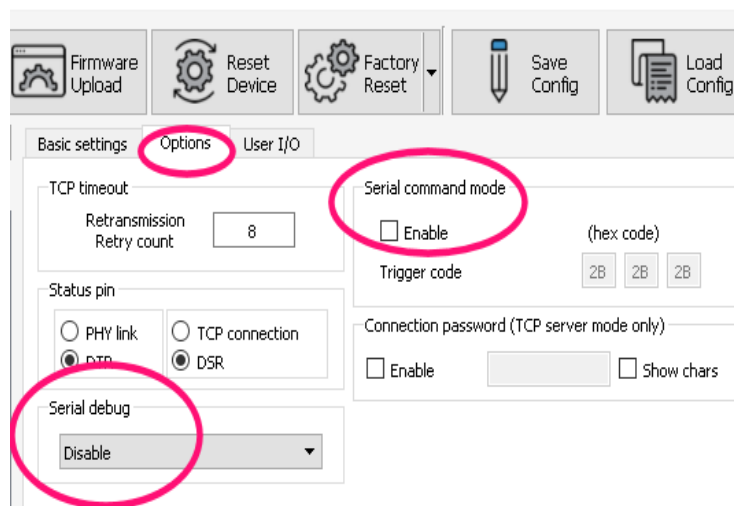 Firmware Upload
Reset Device
Factory Reset
Save Config
Load Config
Basic settings
Options
User I/O
TCP timeout
Retransmission
Retry count
8
Serial command mode
Enable
(hex code)
Trigger code
2B 2B 2B
Status pin
PHY link
TCP connection
DTR
DSR
Connection password (TCP server mode only)
Enable
Show chars
Serial debug
Disable